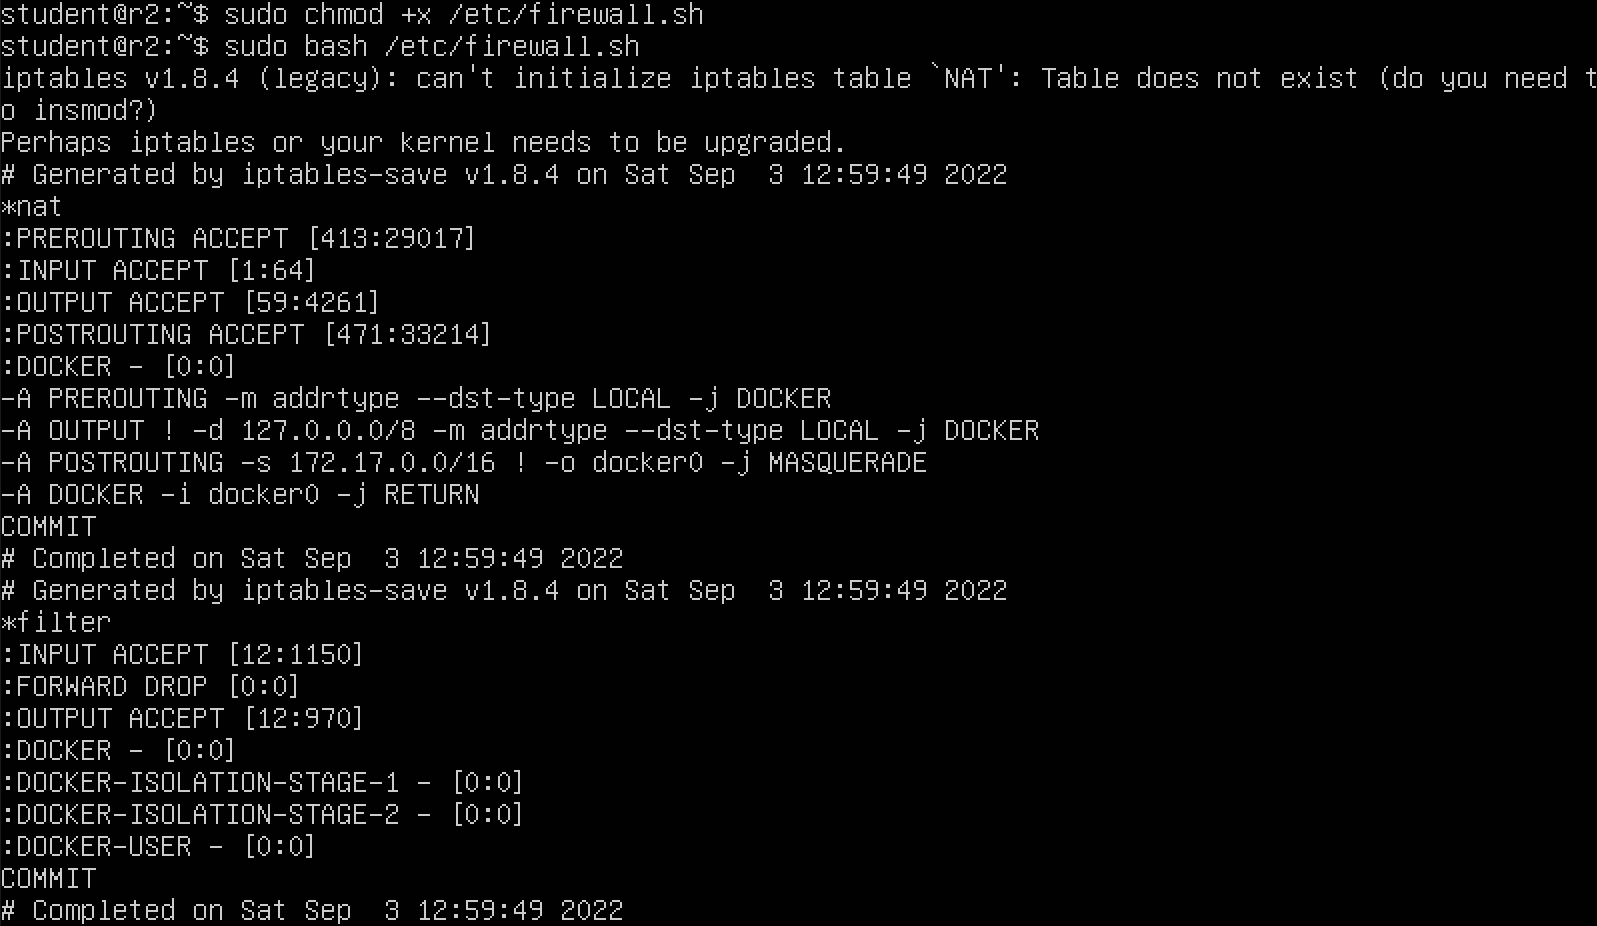 student@r2:~$ sudo chmod +x /etc/firewall.sh
student@r2:~$ sudo bash /etc/firewall.sh
iptables v1.8.4 (legacy): can't initialize iptables table `NAT': Table does not exist (do you need t
o insmod?)
Perhaps iptables or your kernel needs to be upgraded.
# Generated by iptables-save v1.8.4 on Sat Sep  3 12:59:49 2022
*nat
:PREROUTING ACCEPT [413:29017]
:INPUT ACCEPT [1:64]
:OUTPUT ACCEPT [59:4261]
:POSTROUTING ACCEPT [471:33214]
:DOCKER - [0:0]
-A PREROUTING -m addrtype --dst-type LOCAL -j DOCKER
-A OUTPUT ! -d 127.0.0.0/8 -m addrtype --dst-type LOCAL -j DOCKER
-A POSTROUTING -s 172.17.0.0/16 ! -o docker0 -j MASQUERADE
-A DOCKER -i docker0 -j RETURN
COMMIT
# Completed on Sat Sep  3 12:59:49 2022
# Generated by iptables-save v1.8.4 on Sat Sep  3 12:59:49 2022
*filter
:INPUT ACCEPT [12:1150]
:FORWARD DROP [0:0]
:OUTPUT ACCEPT [12:970]
:DOCKER - [0:0]
:DOCKER-ISOLATION-STAGE-1 - [0:0]
:DOCKER-ISOLATION-STAGE-2 - [0:0]
:DOCKER-USER - [0:0]
COMMIT
# Completed on Sat Sep  3 12:59:49 2022